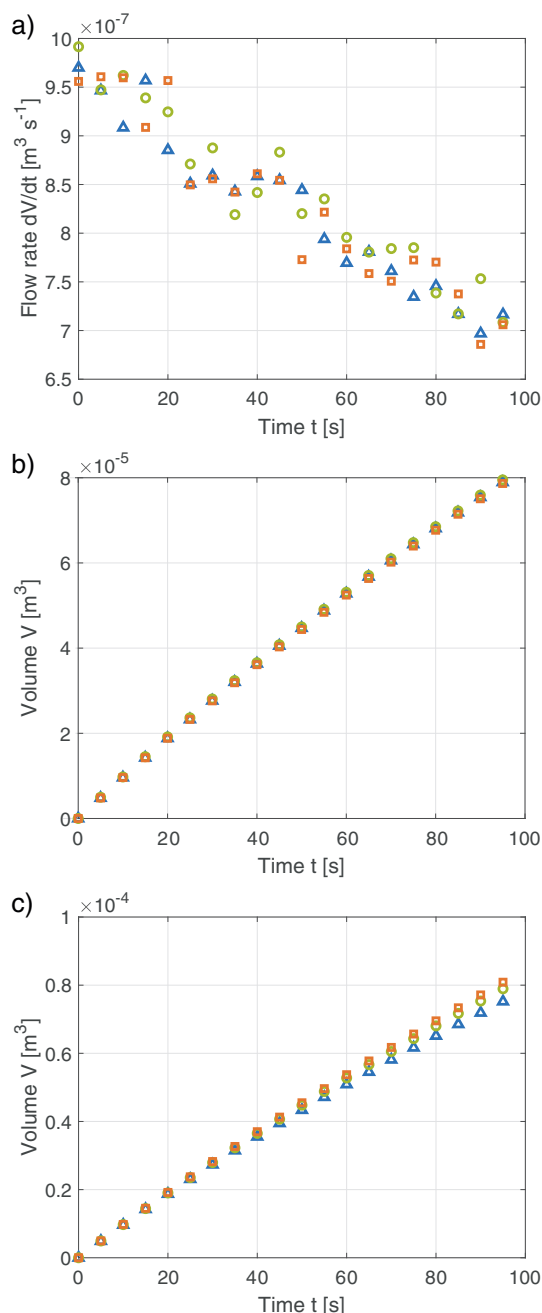 a)
×10⁻⁷
10
9.5
9
8.5
8
7.5
7
6.5
Flow rate dV/dt [m³ s⁻¹]
0 20 40 60 80 100
Time t [s]
b)
×10⁻⁵
8
6
4
2
0
Volume V [m³]
0 20 40 60 80 100
Time t [s]
c)
×10⁻⁴
1
0.8
0.6
0.4
0.2
0
Volume V [m³]
0 20 40 60 80 100
Time t [s]